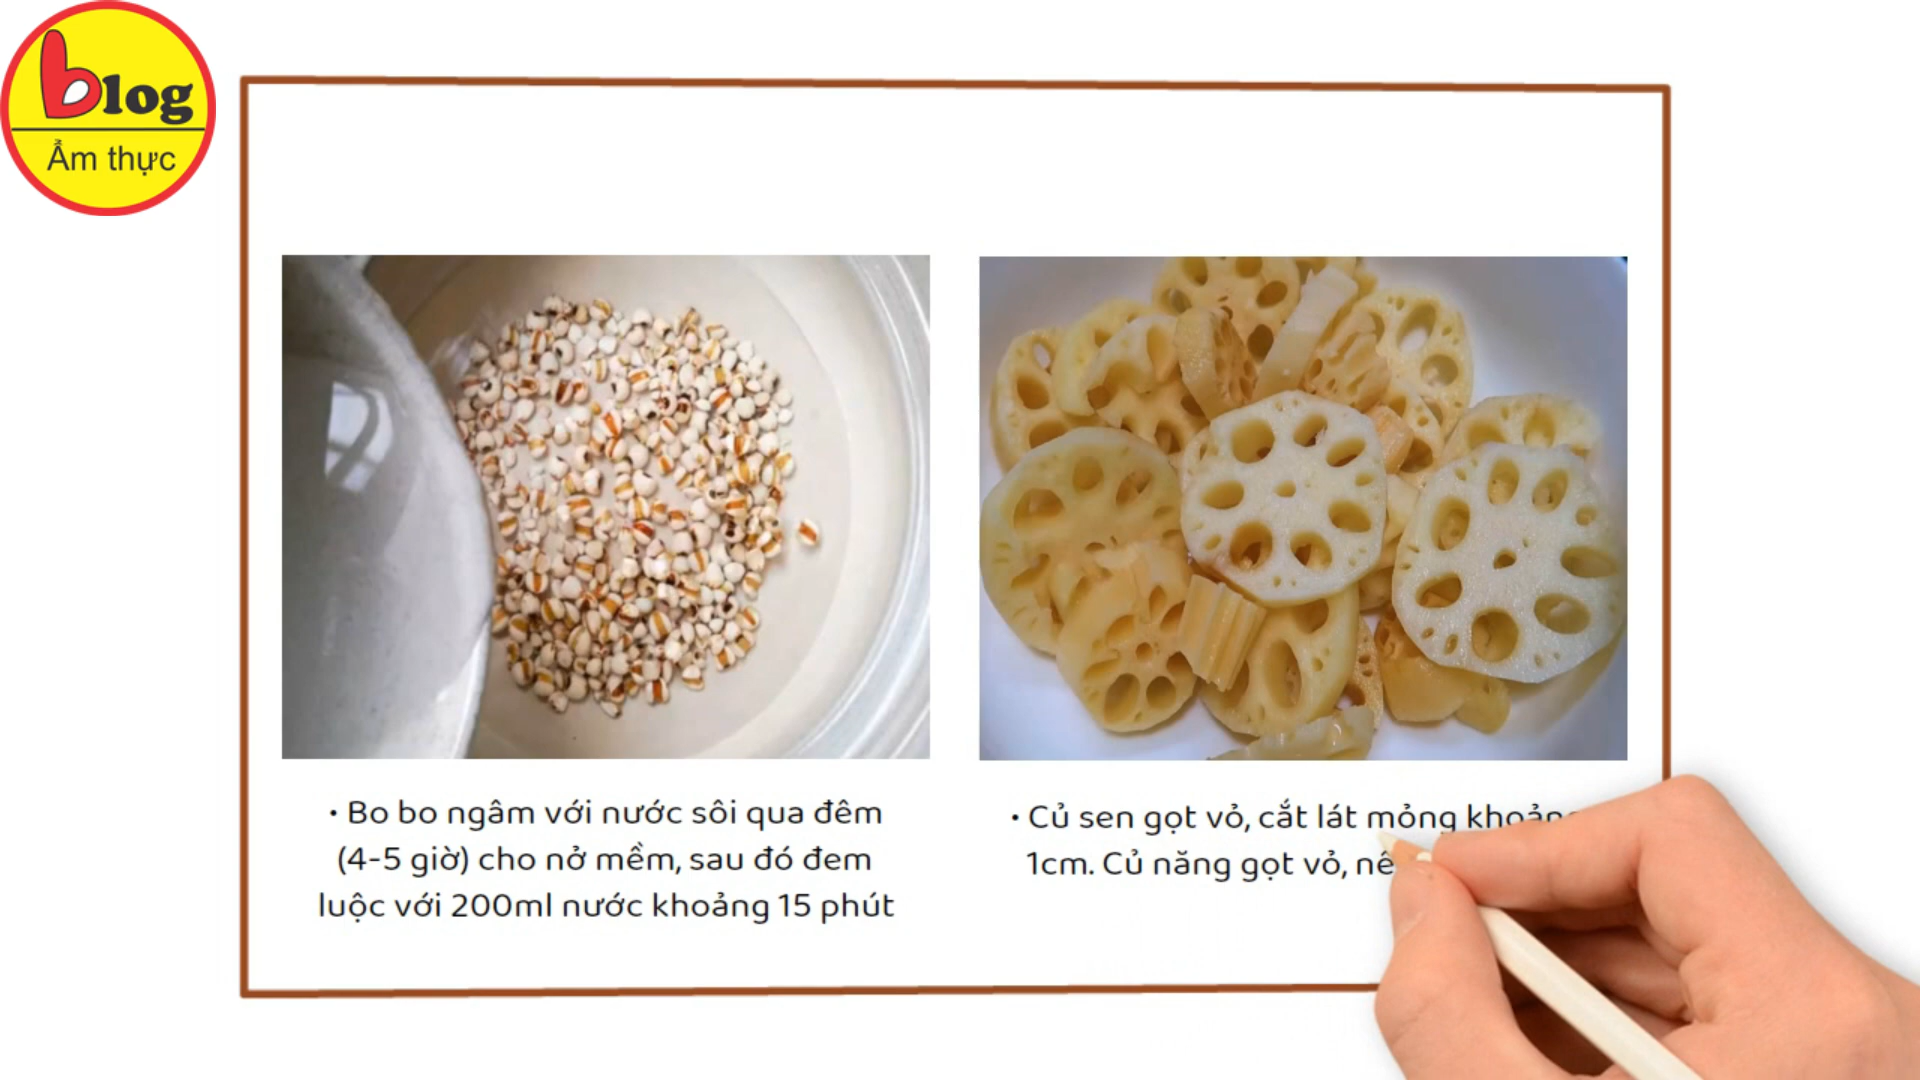 blog
Ẩm thực
• Bo bo ngâm với nước sôi qua đêm
(4-5 giờ) cho nở mềm, sau đó đem
luộc với 200ml nước khoảng 15 phút
• Củ sen gọt vỏ, cắt lát mỏng khoảng
1cm. Củ năng gọt vỏ,